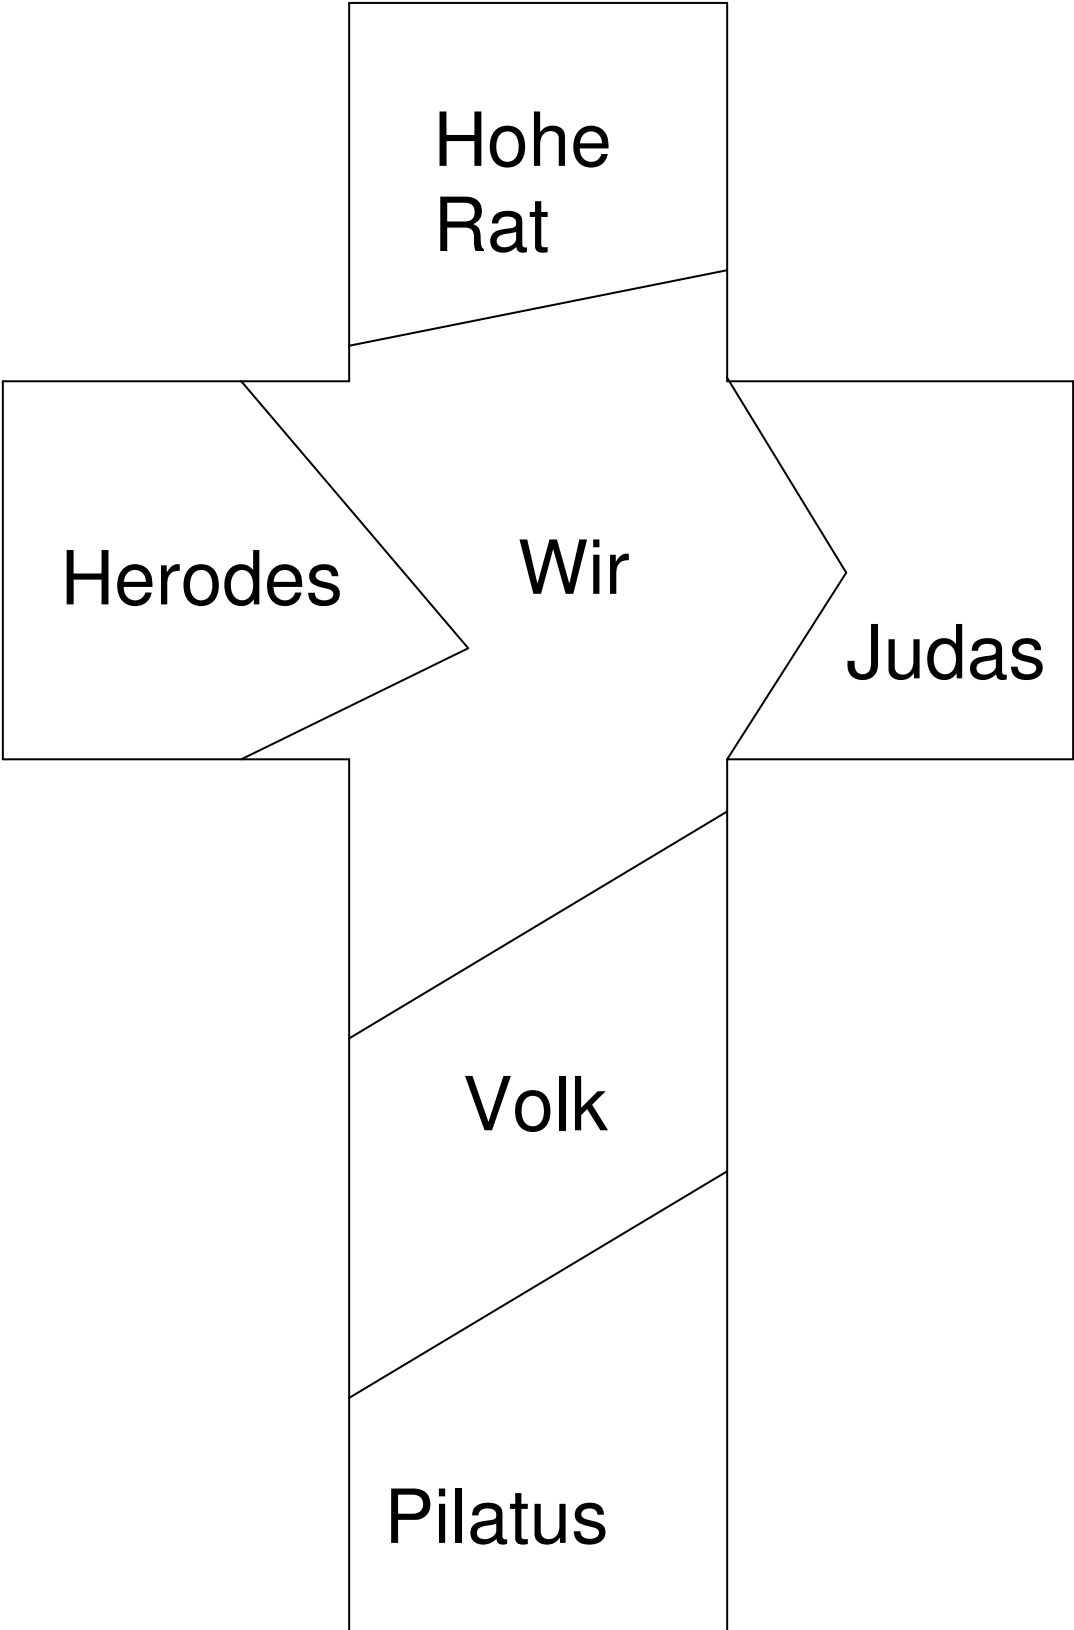 Hohe
Rat
Herodes
Wir
Judas
Volk
Pilatus